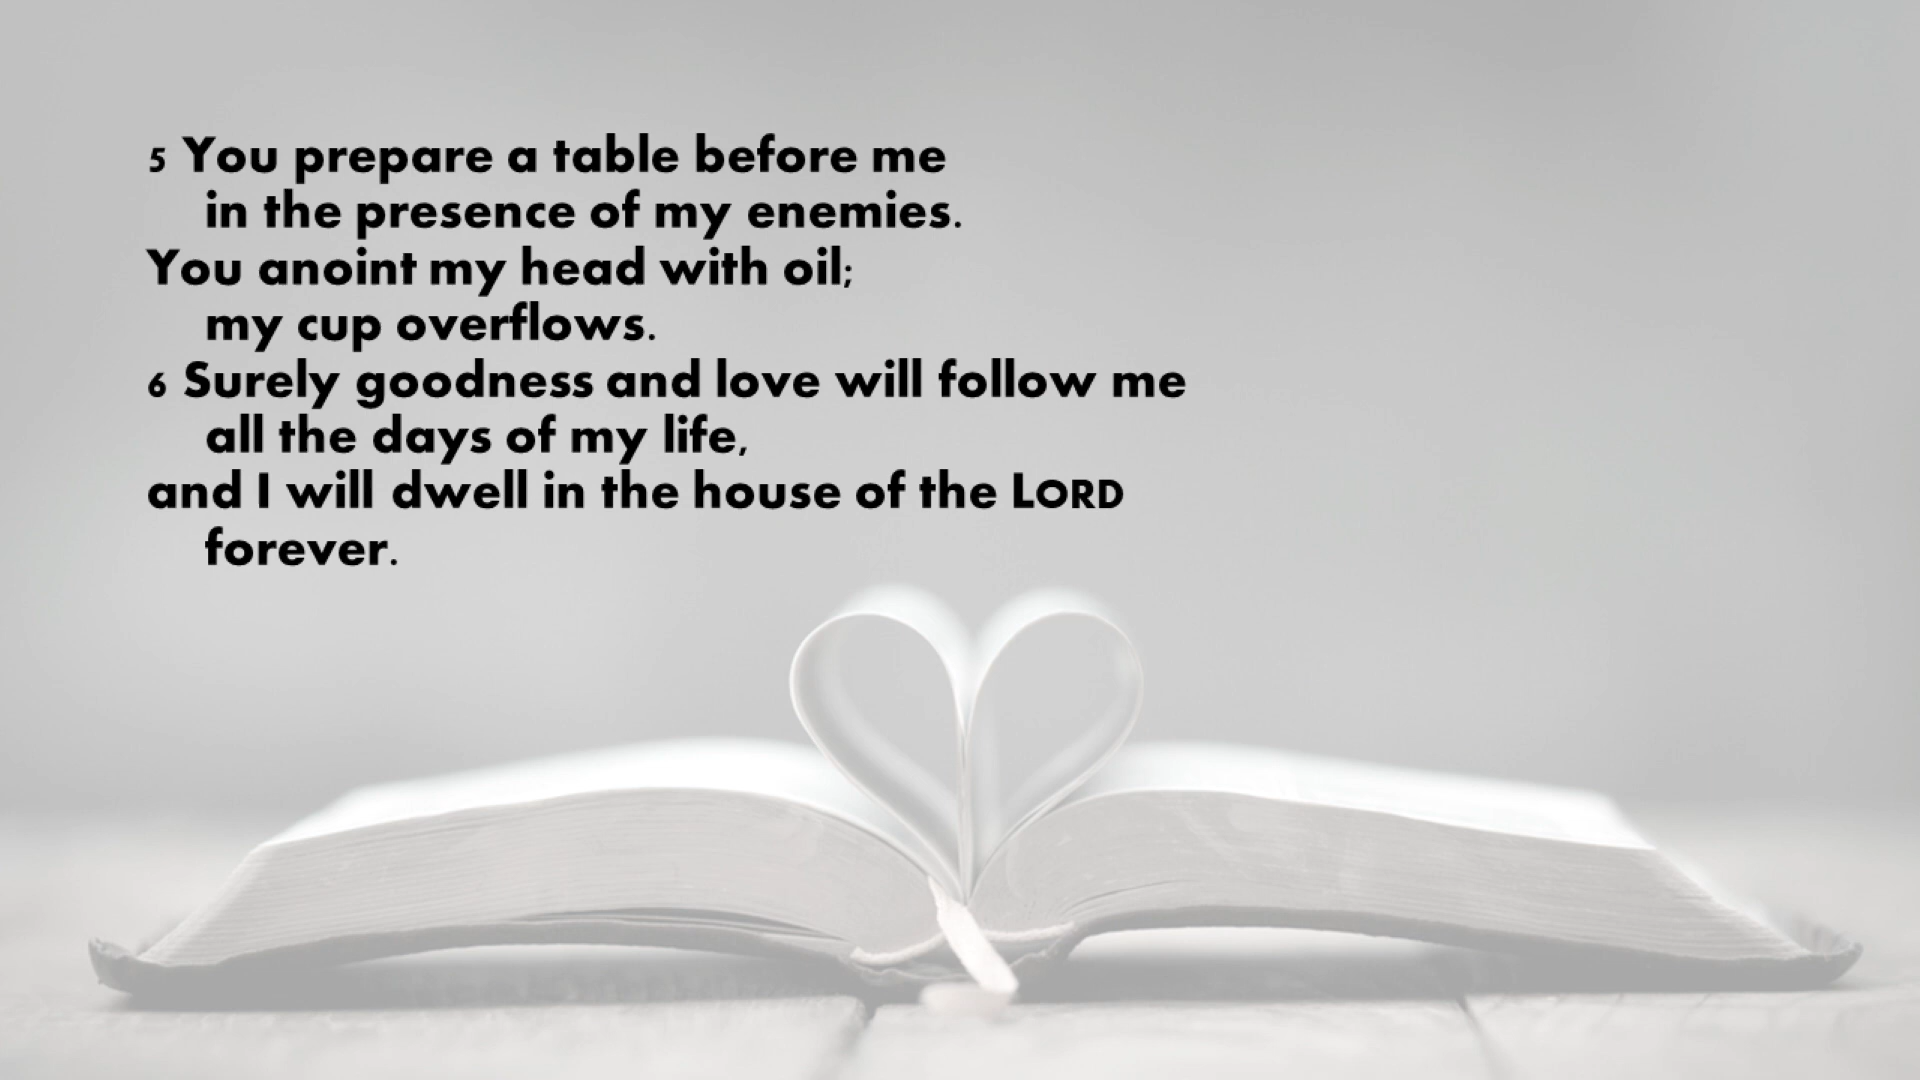 5 You prepare a table before me
in the presence of my enemies.
You anoint my head with oil;
my cup overflows.
6 Surely goodness and love will follow me
all the days of my life,
and I will dwell in the house of the LORD
forever.